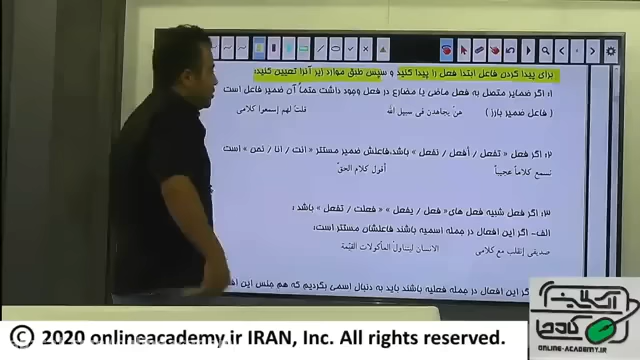 برای پیدا کردن فاعل ابتدا فعل را پیدا کنید و سپس طبق موارد زیر آنرا تعیین کنید:
۱: اگر ضمایر متصل به فعل ماضی یا مضارع در فعل وجود داشت حتماً آن ضمیر فاعل است
( فاعل ضمیر بارز ) هنّ یجاهدن فی سبیل الله قلتُ لهم إسمعوا کلامی
۲: اگر فعل « تفعل / أفعل / نفعل » باشد، فاعلش ضمیر مستتر « انت / انا / نحن » است
تسمع کلاماً عجیباً أقول کلام الحقّ
۳: اگر فعل شبیه فعل های « فعل / یفعل » « فعلت / تفعل » باشد :
الف- اگر این افعال در جمله اسمیه باشند فاعلشان مستتر است:
صدیقی إنقلب مع کلامی الانسان لیتناول المأکولات القیّمة
گر این افعال در جمله فعلیه باشند باید به دنبال اسمی بگردیم که هم جنس این
آکادمی
ONLINE-ACADEMY.IR
© 2020 onlineacademy.ir IRAN, Inc. All rights reserved.